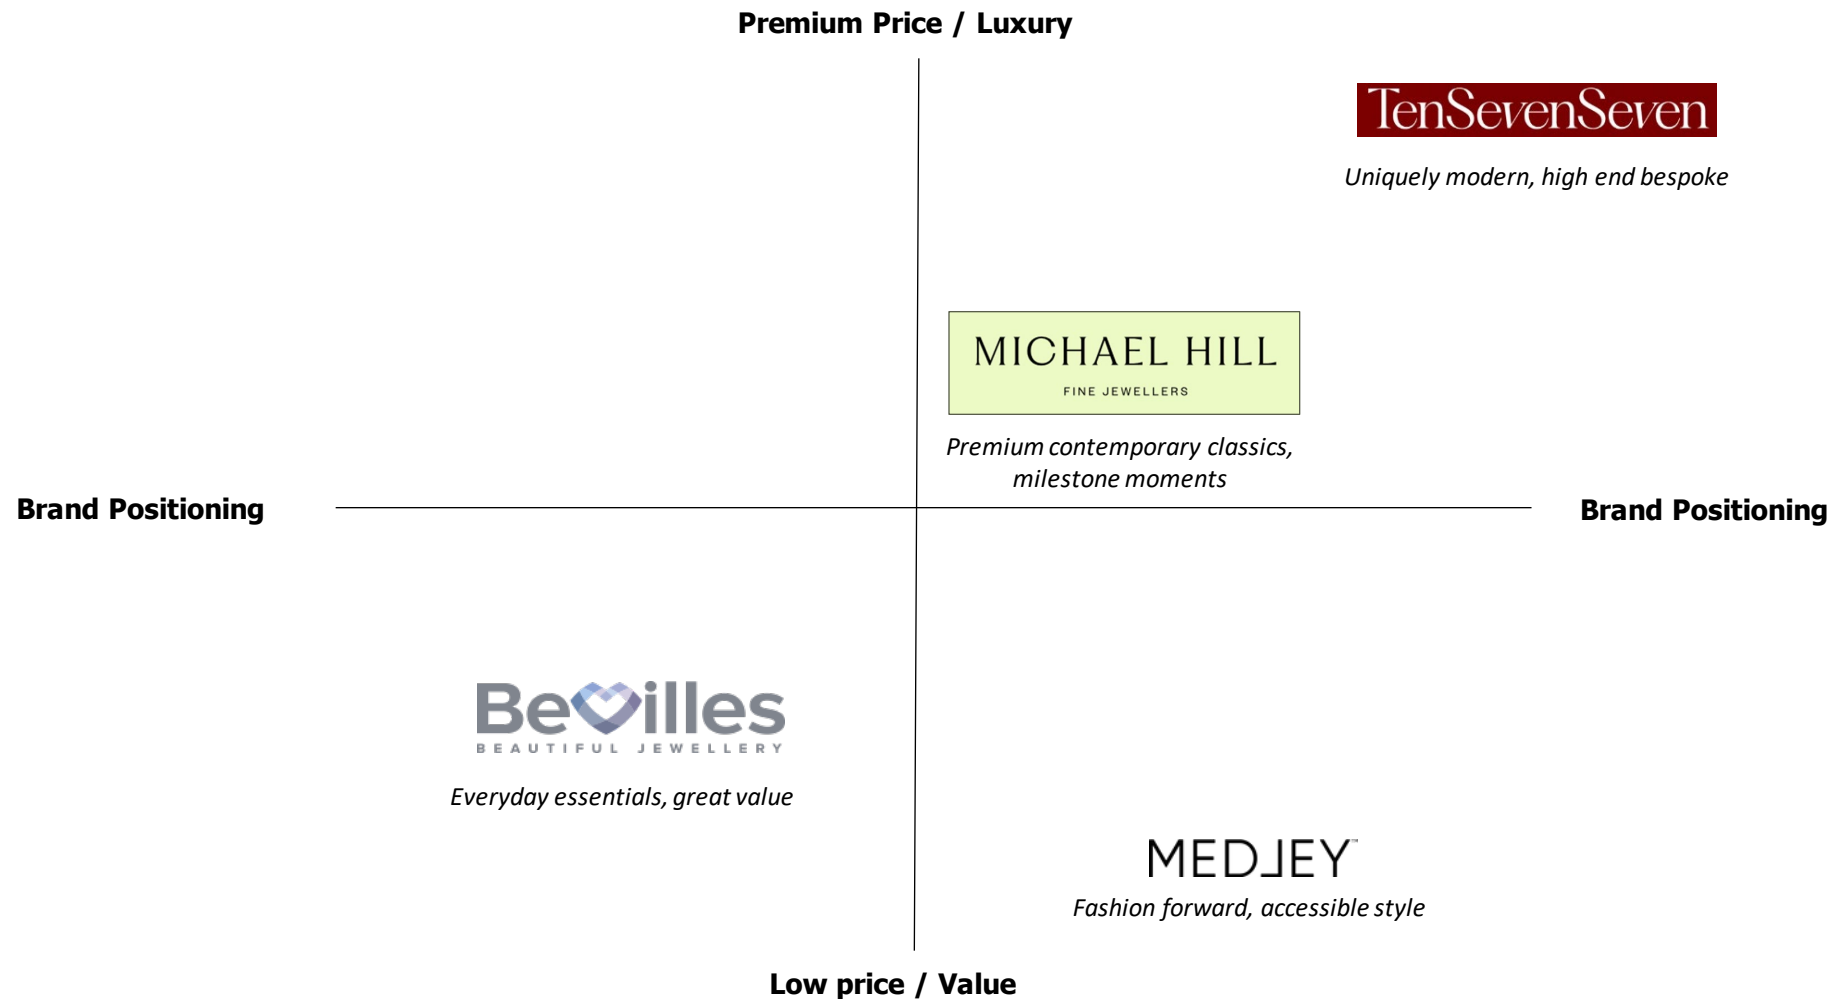 Premium Price / Luxury
TenSevenSeven
Uniquely modern, high end bespoke
MICHAEL HILL
FINE JEWELLERS
Premium contemporary classics,
milestone moments
Brand Positioning
Brand Positioning
Bevilles
BEAUTIFUL JEWELLERY
Everyday essentials, great value
MEDLEY™
Fashion forward, accessible style
Low price / Value